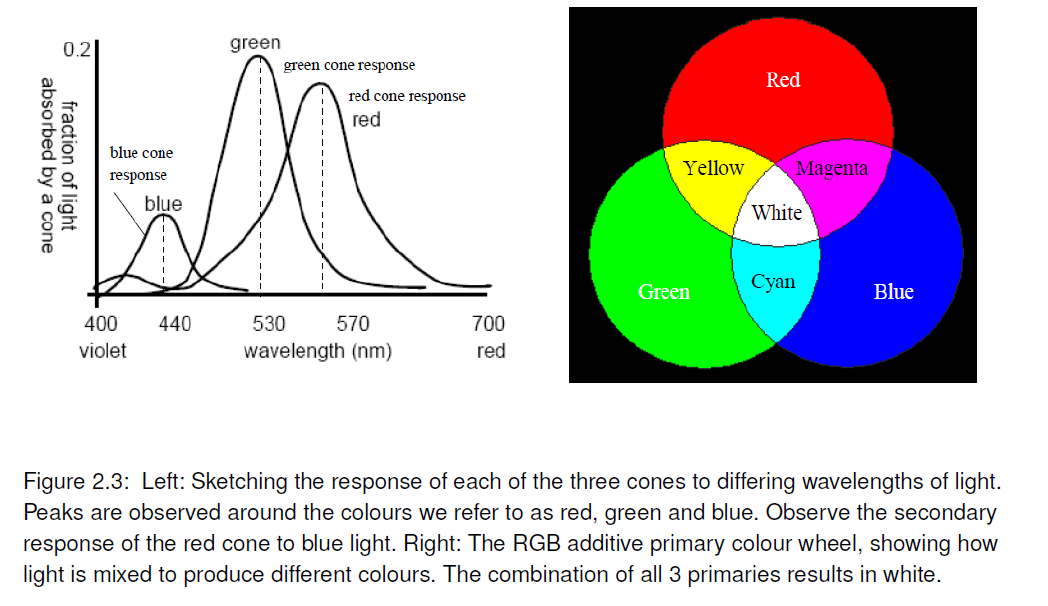 0.2
green
green cone response
red cone response
red
fraction of light
absorbed by a cone
blue cone
response
blue
400
440
530
570
700
violet
wavelength (nm)
red
Red
Yellow
Magenta
White
Green
Cyan
Blue
Figure 2.3: Left: Sketching the response of each of the three cones to differing wavelengths of light.
Peaks are observed around the colours we refer to as red, green and blue. Observe the secondary
response of the red cone to blue light. Right: The RGB additive primary colour wheel, showing how
light is mixed to produce different colours. The combination of all 3 primaries results in white.